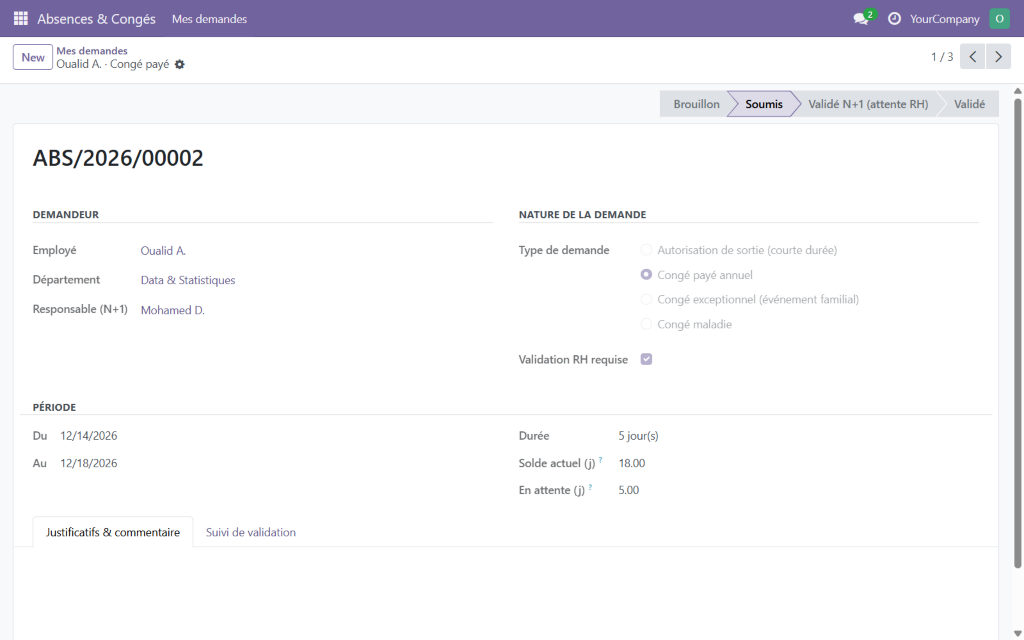 Absences & Congés Mes demandes 2 YourCompany O
New Mes demandes
Oualid A. · Congé payé 1 / 3
Brouillon Soumis Validé N+1 (attente RH) Validé
ABS/2026/00002
DEMANDEUR
Employé Oualid A.
Département Data & Statistiques
Responsable (N+1) Mohamed D.
NATURE DE LA DEMANDE
Type de demande Autorisation de sortie (courte durée)
Congé payé annuel
Congé exceptionnel (événement familial)
Congé maladie
Validation RH requise
PÉRIODE
Du 12/14/2026
Au 12/18/2026
Durée 5 jour(s)
Solde actuel (j) ? 18.00
En attente (j) ? 5.00
Justificatifs & commentaire Suivi de validation